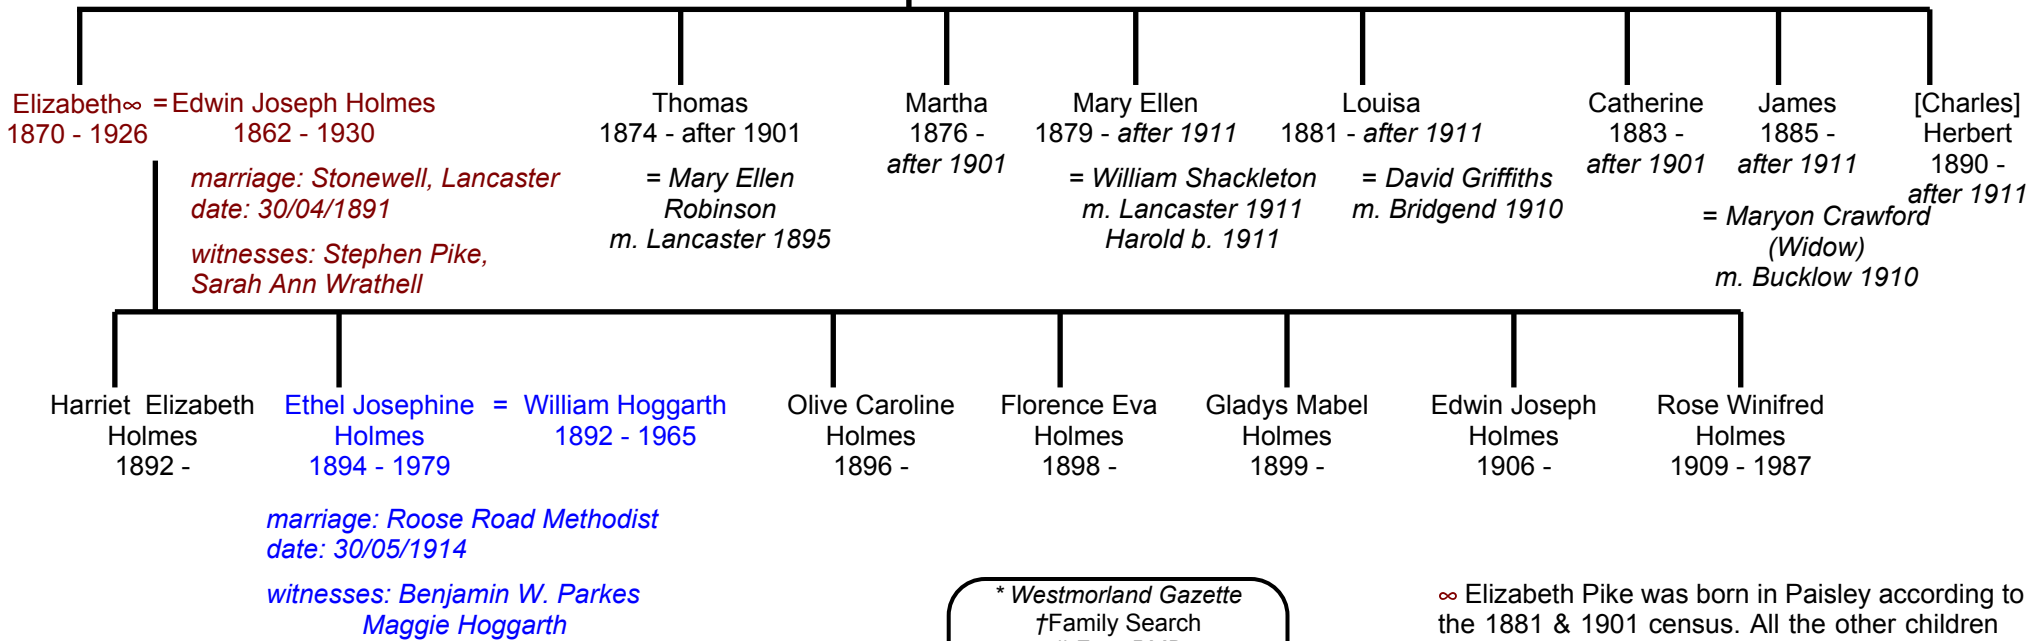 Elizabeth∞ = Edwin Joseph Holmes
1870 - 1926
1862 - 1930
marriage: Stonewell, Lancaster
date: 30/04/1891
witnesses: Stephen Pike,
Sarah Ann Wrathell
Thomas
1874 - after 1901
= Mary Ellen
Robinson
m. Lancaster 1895
Martha
1876 -
after 1901
Mary Ellen
1879 - after 1911
= William Shackleton
m. Lancaster 1911
Harold b. 1911
Louisa
1881 - after 1911
= David Griffiths
m. Bridgend 1910
Catherine
1883 -
after 1901
James
1885 -
after 1911
= Maryon Crawford
(Widow)
m. Bucklow 1910
[Charles]
Herbert
1890 -
after 1911
Harriet Elizabeth
Holmes
1892 -
Ethel Josephine = William Hoggarth
Holmes
1894 - 1979
1892 - 1965
marriage: Roose Road Methodist
date: 30/05/1914
witnesses: Benjamin W. Parkes
Maggie Hoggarth
Olive Caroline
Holmes
1896 -
Florence Eva
Holmes
1898 -
Gladys Mabel
Holmes
1899 -
Edwin Joseph
Holmes
1906 -
Rose Winifred
Holmes
1909 - 1987
* Westmorland Gazette
†Family Search
∞ Elizabeth Pike was born in Paisley according to
the 1881 & 1901 census. All the other children